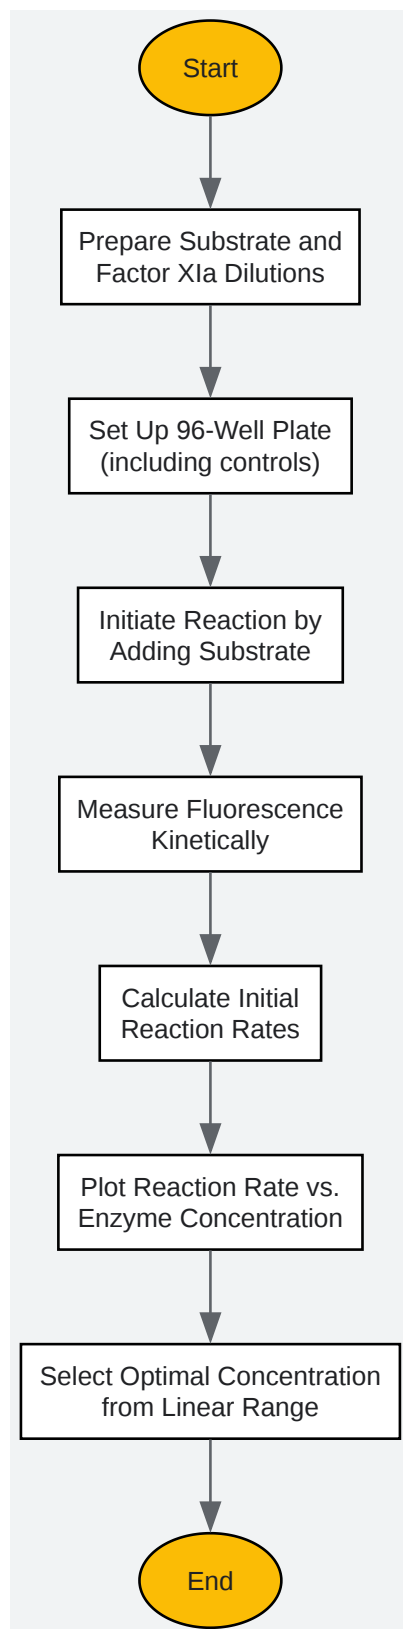 Start
Prepare Substrate and
Factor XIa Dilutions
Set Up 96-Well Plate
(including controls)
Initiate Reaction by
Adding Substrate
Measure Fluorescence
Kinetically
Calculate Initial
Reaction Rates
Plot Reaction Rate vs.
Enzyme Concentration
Select Optimal Concentration
from Linear Range
End